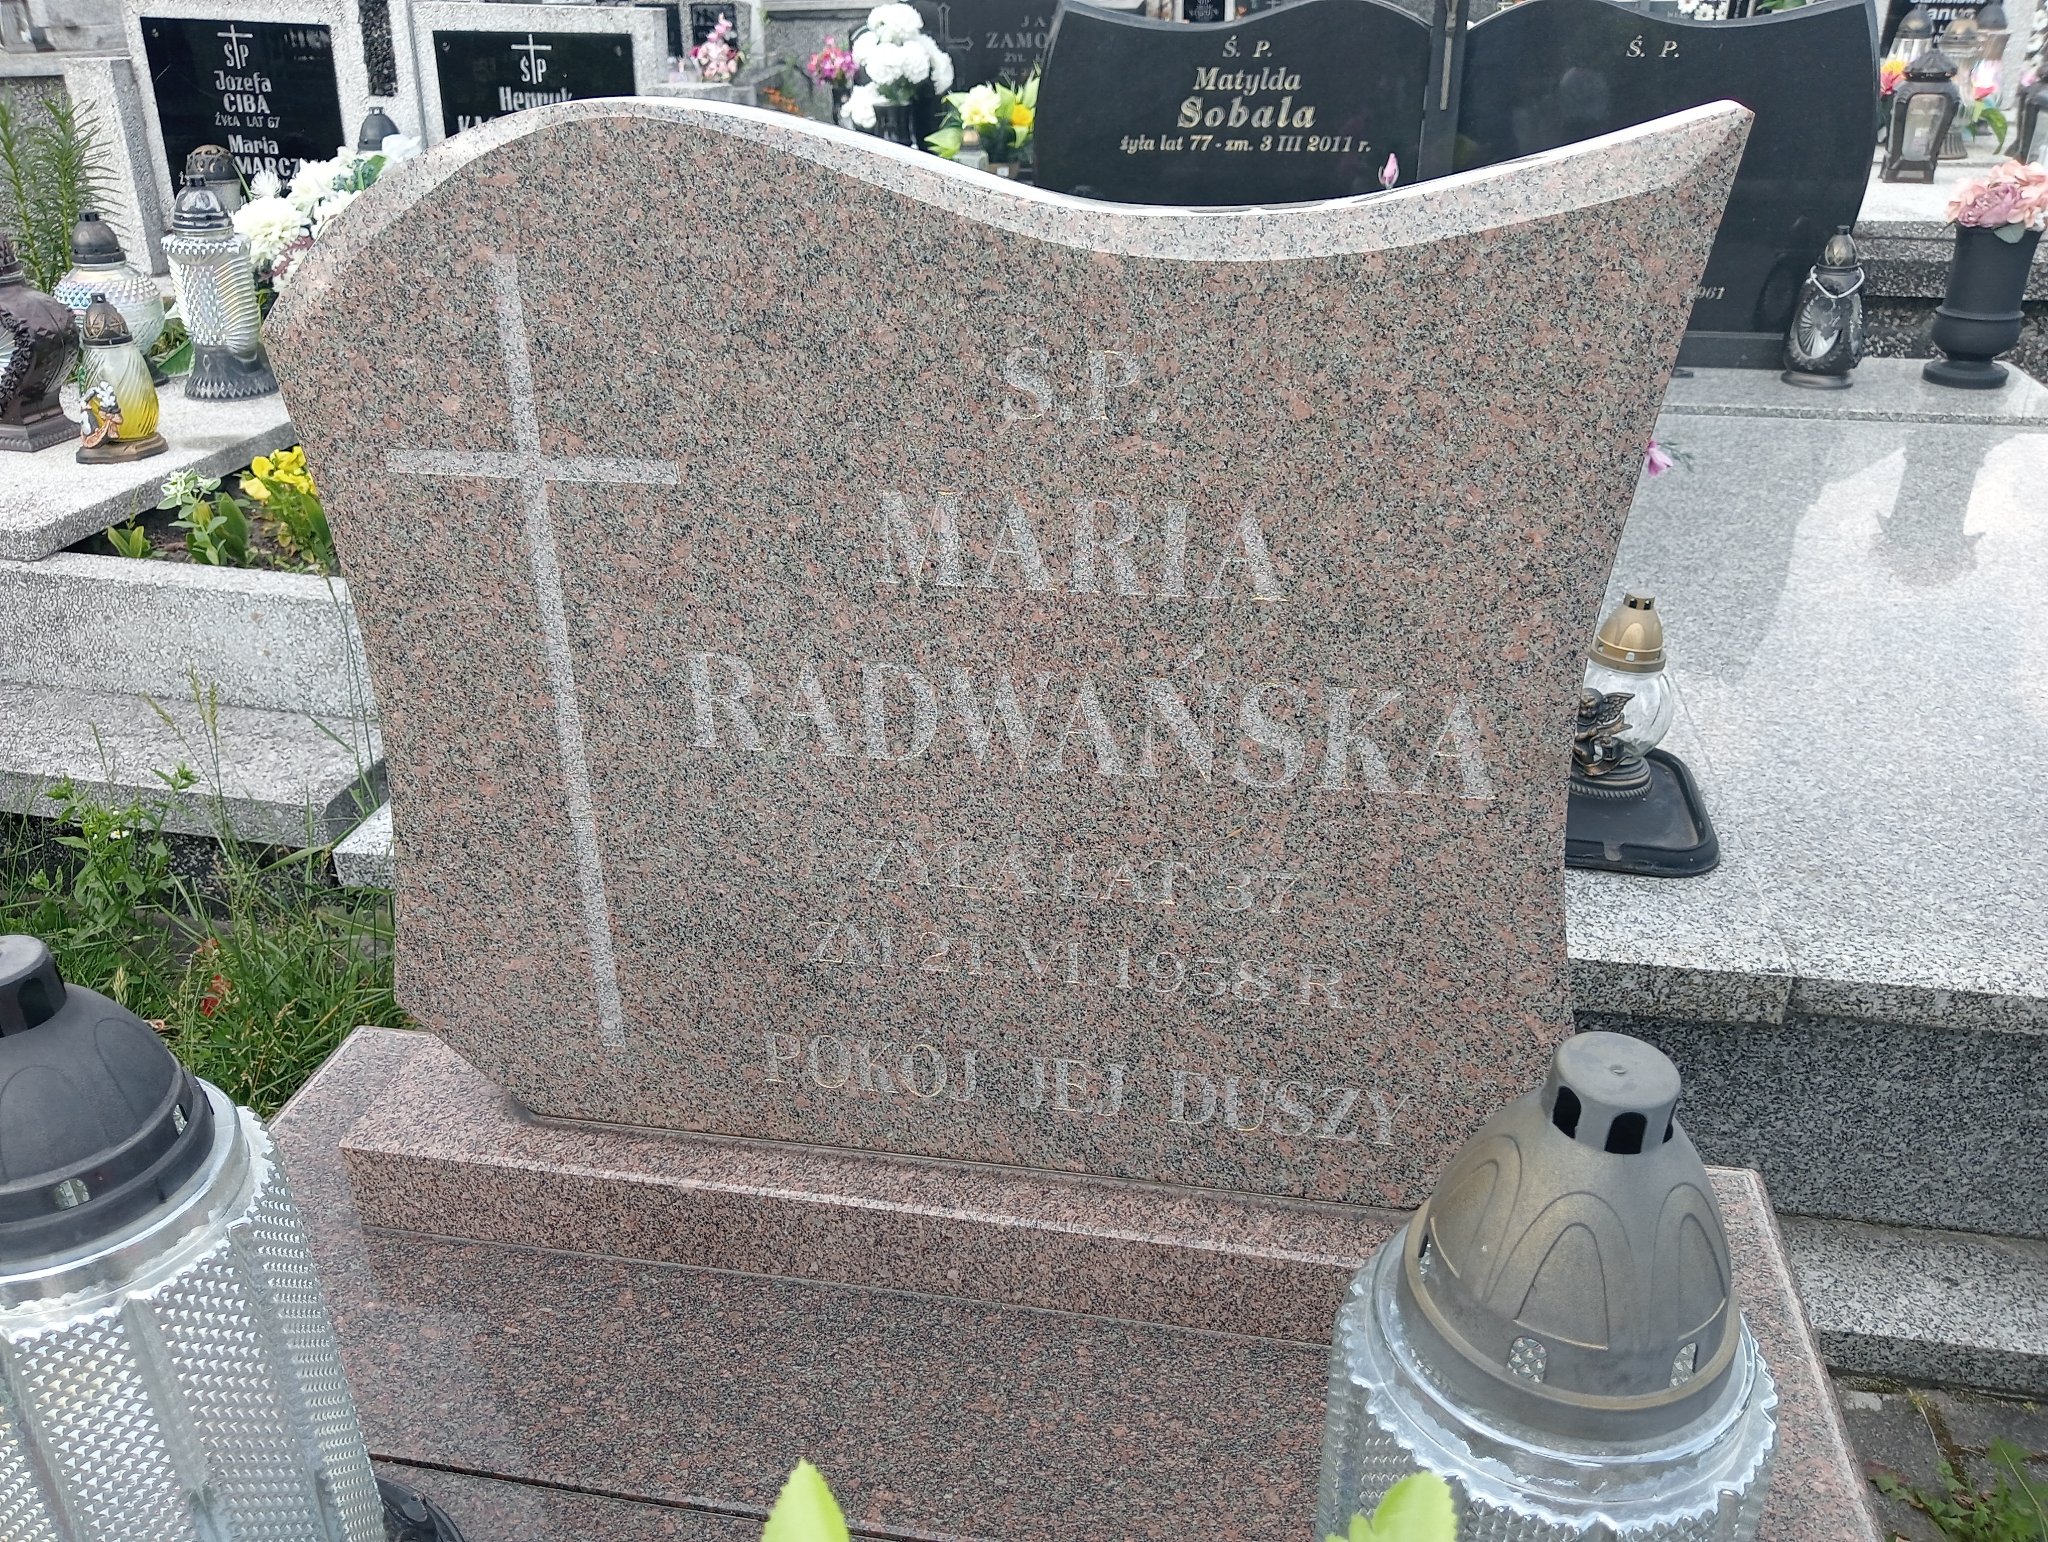 Ś P
Józefa
CIBA
ŻYŁA LAT 67
Maria
Ś P
Henryk
Ś. P.
Matylda
Sobala
żyła lat 77 - zm. 3 III 2011 r.
Ś. P.
Ś.P.
MARIA
RADWAŃSKA
ŻYŁA LAT 37
ZM 21 VI 1958 R
POKÓJ JEJ DUSZY